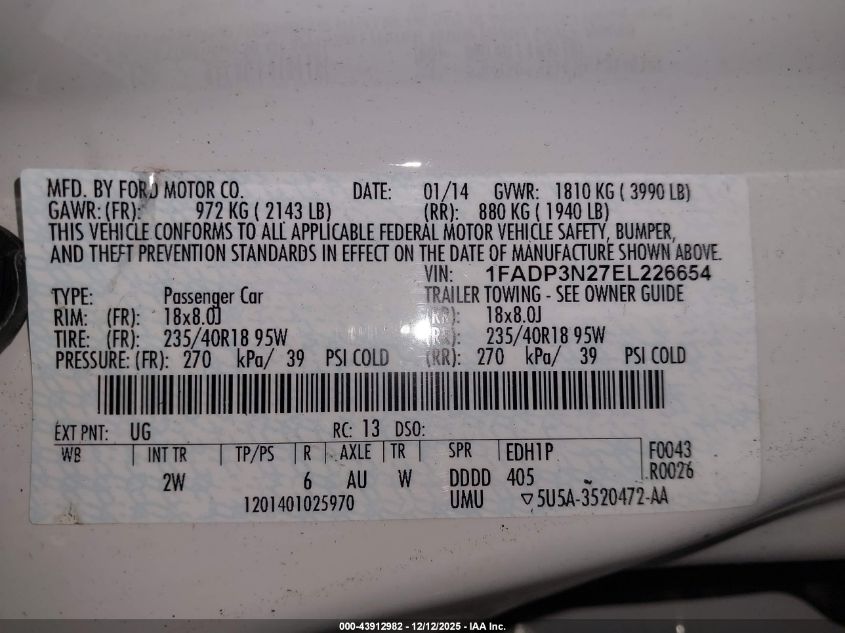 MFD. BY FORD MOTOR CO. DATE: 01/14 GVWR: 1810 KG ( 3990 LB)
GAWR: (FR): 972 KG ( 2143 LB) (RR): 880 KG ( 1940 LB)
THIS VEHICLE CONFORMS TO ALL APPLICABLE FEDERAL MOTOR VEHICLE SAFETY, BUMPER,
AND THEFT PREVENTION STANDARDS IN EFFECT ON THE DATE OF MANUFACTURE SHOWN ABOVE.
VIN: 1FADP3N27EL226654
TYPE: Passenger Car TRAILER TOWING - SEE OWNER GUIDE
RIM: (FR): 18x8.0J (RR): 18x8.0J
TIRE: (FR): 235/40R18 95W (RR): 235/40R18 95W
PRESSURE: (FR): 270 kPa/ 39 PSI COLD (RR): 270 kPa/ 39 PSI COLD
EXT PNT: UG RC: 13 DSO:
WB INT TR TP/PS R AXLE TR SPR EDH1P F0043
2W 6 AU W DDDD 405 R0026
1201401025970 UMU ▽5U5A-3520472-AA
000-43912982 - 12/12/2025 - IAA Inc.